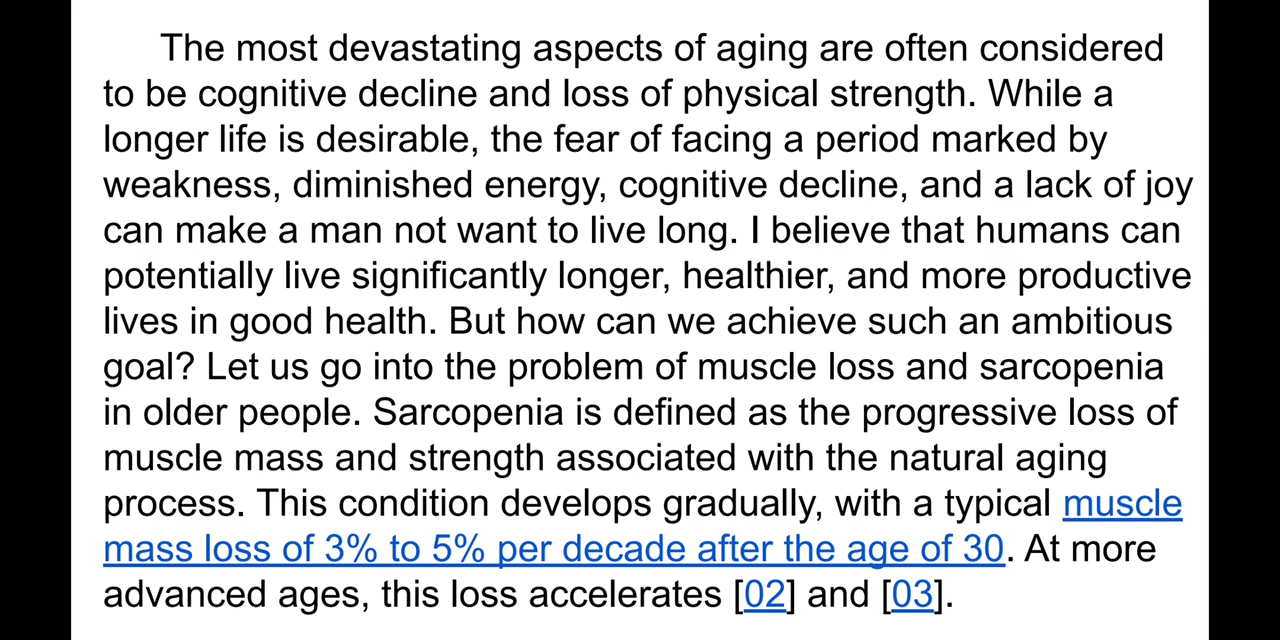 The most devastating aspects of aging are often considered
to be cognitive decline and loss of physical strength. While a
longer life is desirable, the fear of facing a period marked by
weakness, diminished energy, cognitive decline, and a lack of joy
can make a man not want to live long. I believe that humans can
potentially live significantly longer, healthier, and more productive
lives in good health. But how can we achieve such an ambitious
goal? Let us go into the problem of muscle loss and sarcopenia
in older people. Sarcopenia is defined as the progressive loss of
muscle mass and strength associated with the natural aging
process. This condition develops gradually, with a typical muscle
mass loss of 3% to 5% per decade after the age of 30. At more
advanced ages, this loss accelerates [02] and [03].